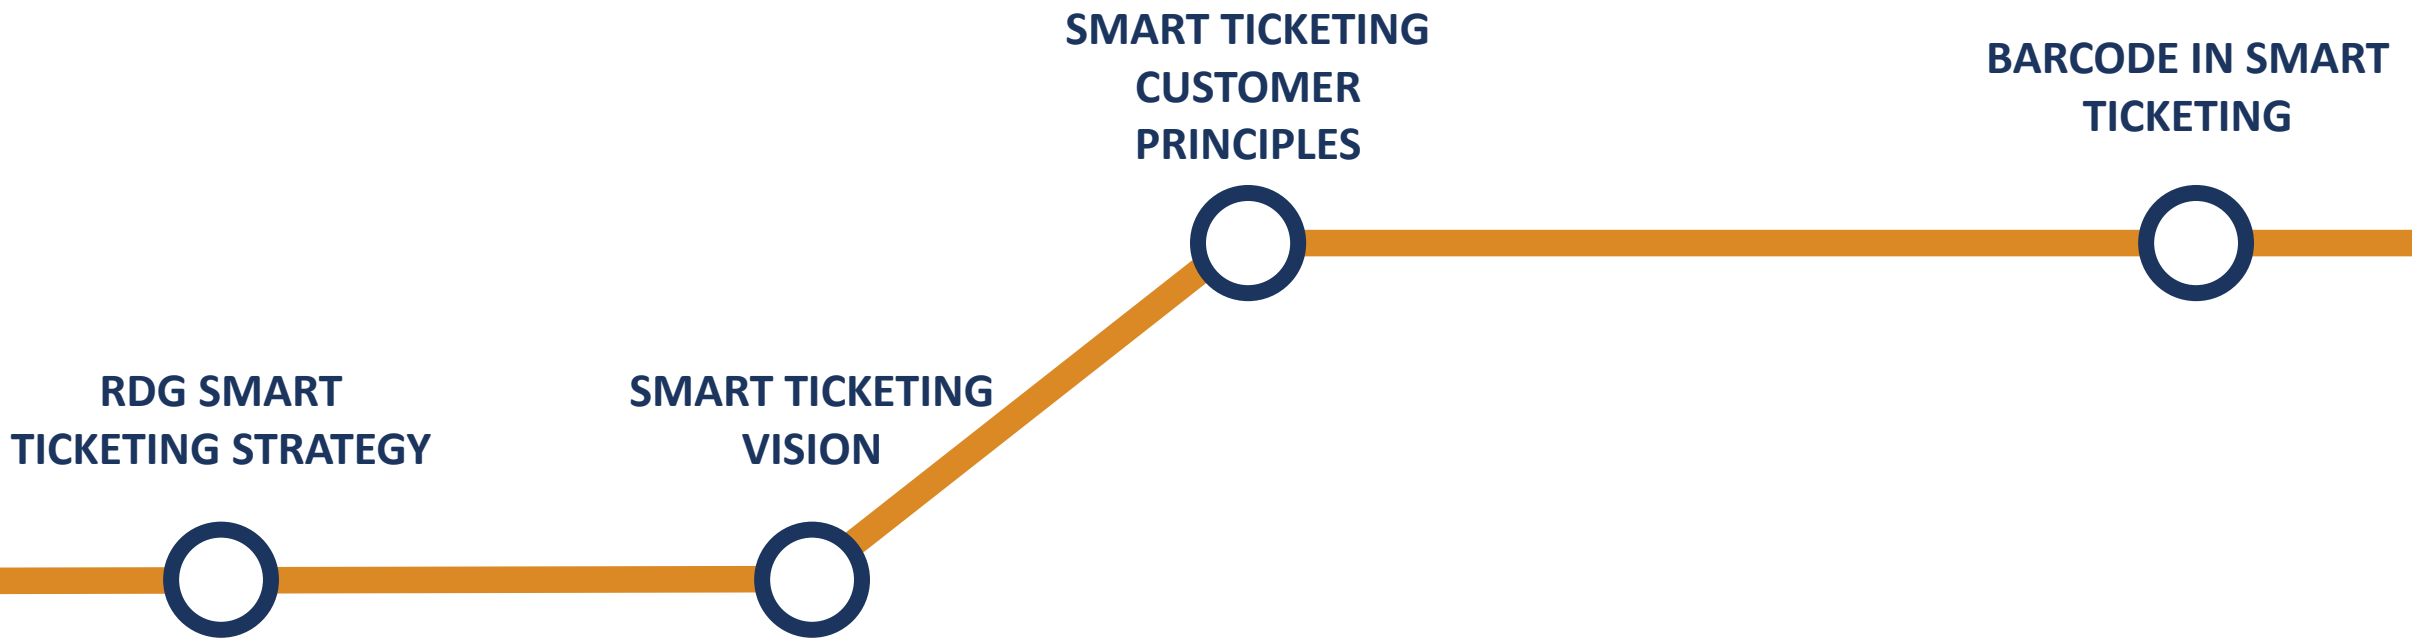 RDG SMART
TICKETING STRATEGY
SMART TICKETING
VISION
SMART TICKETING
CUSTOMER
PRINCIPLES
BARCODE IN SMART
TICKETING